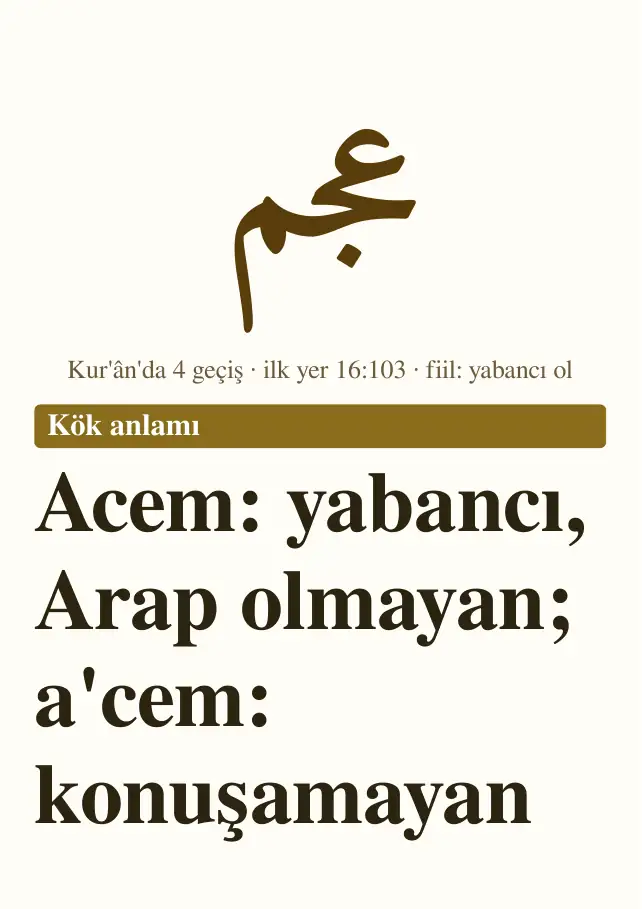 عجم
Kur'ân'da 4 geçiş · ilk yer 16:103 · fiil: yabancı ol
Kök anlamı
Acem: yabancı,
Arap olmayan;
a'cem:
konuşamayan